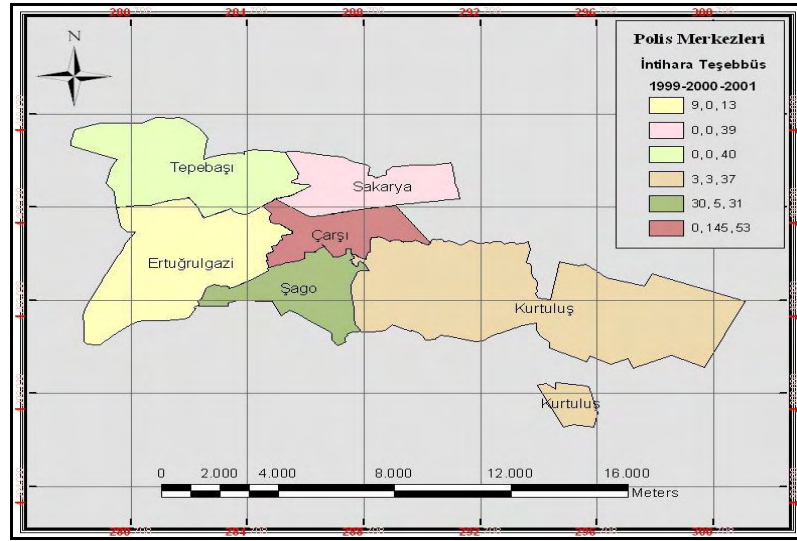 280 284 288 292 296 300
N
Polis Merkezleri
İntihara Teşebbüs
1999-2000-2001
9,0,13
0,0,39
0,0,40
3,3,37
30,5,31
0,145,53
Tepebaşı
Sakarya
Çarşı
Ertuğrulgazi
Şago
Kurtuluş
Kurtuluş
0 2.000 4.000 8.000 12.000 16.000
Meters
280 284 288 292 296 300